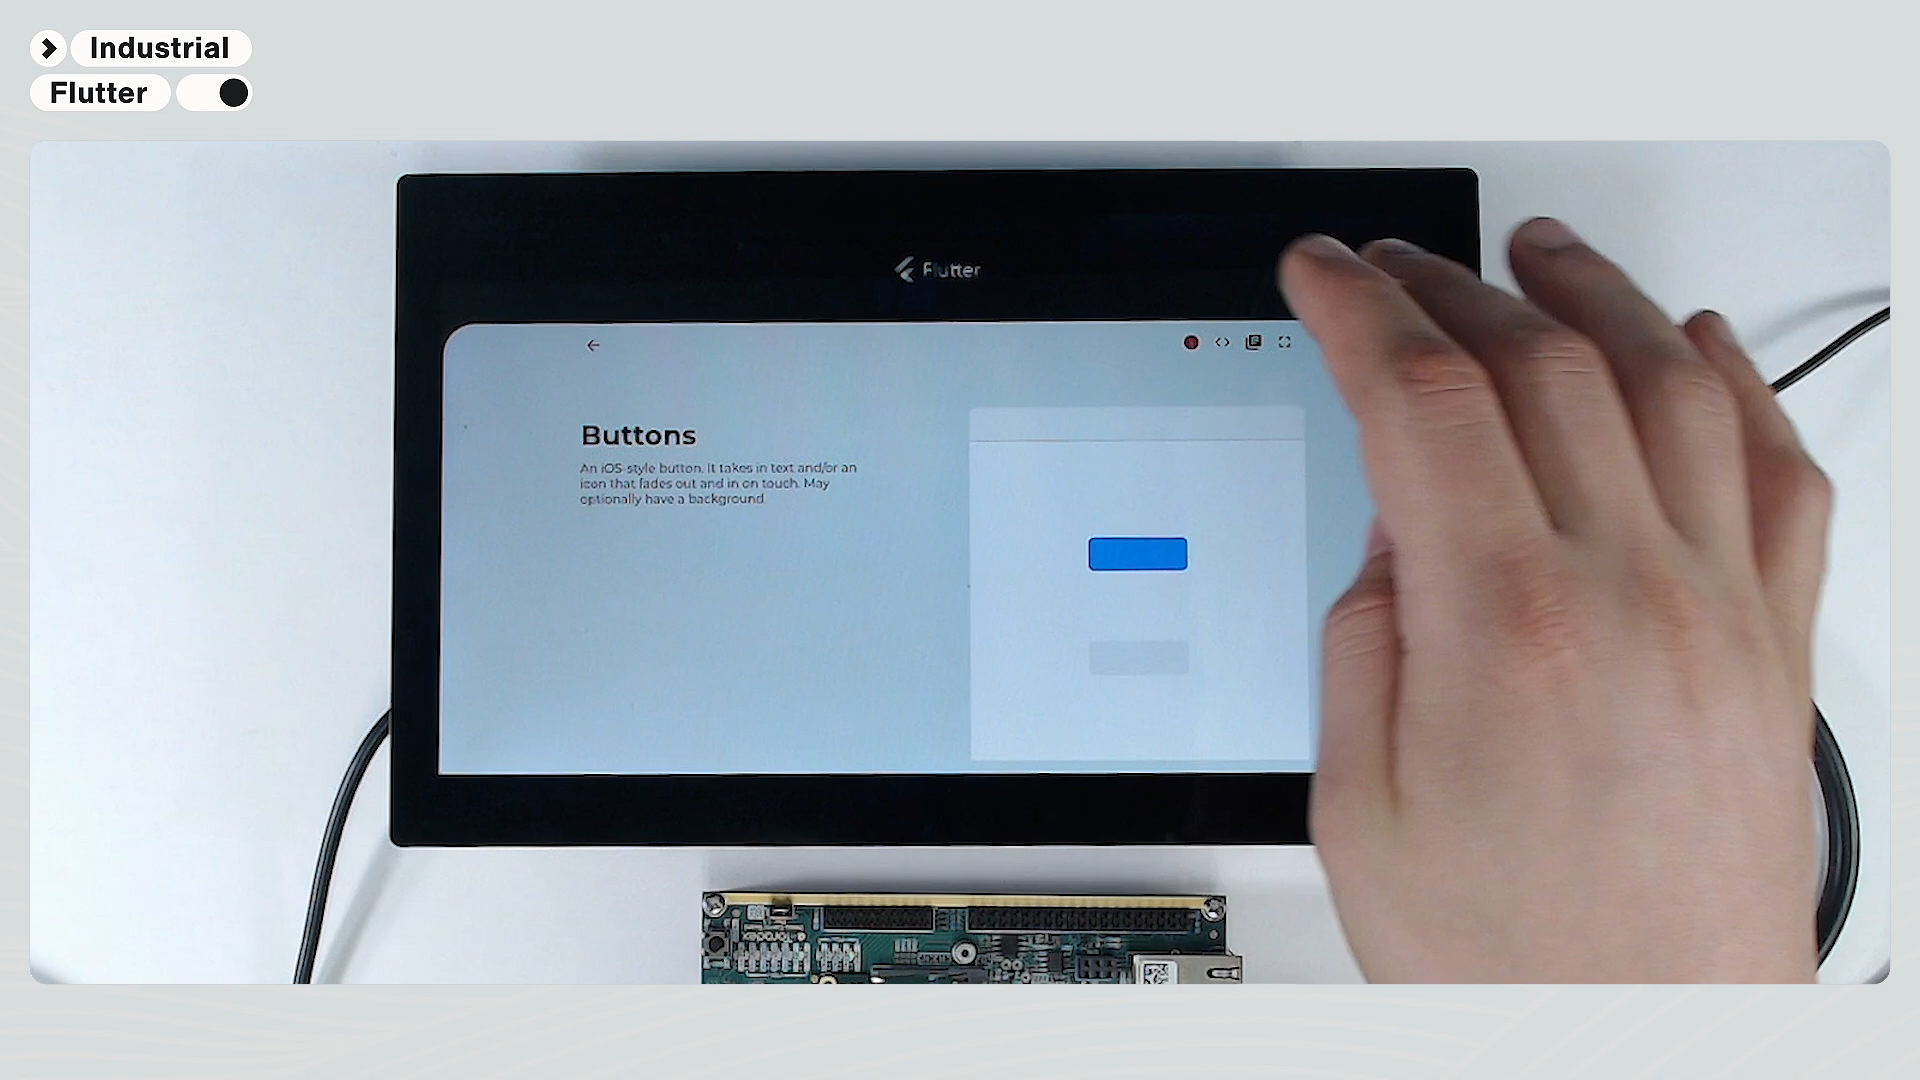 Industrial
Flutter
Flutter
Buttons
An iOS-style button. It takes in text and/or an
icon that fades out and in on touch. May
optionally have a background.
Toradex